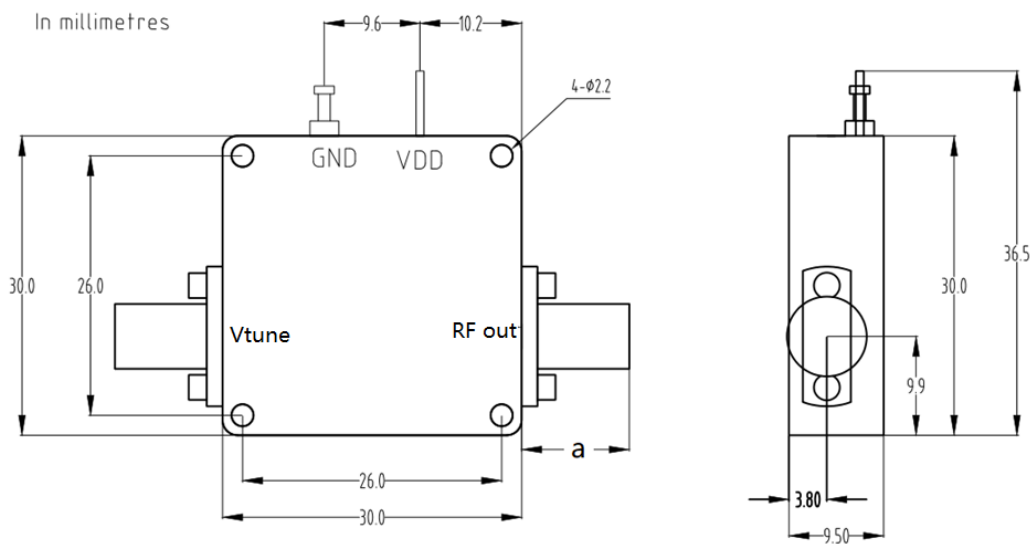 In millimetres
9.6
10.2
4-ϕ2.2
GND
VDD
30.0
26.0
Vtune
RF out
a
26.0
30.0
36.5
30.0
9.9
3.80
9.50